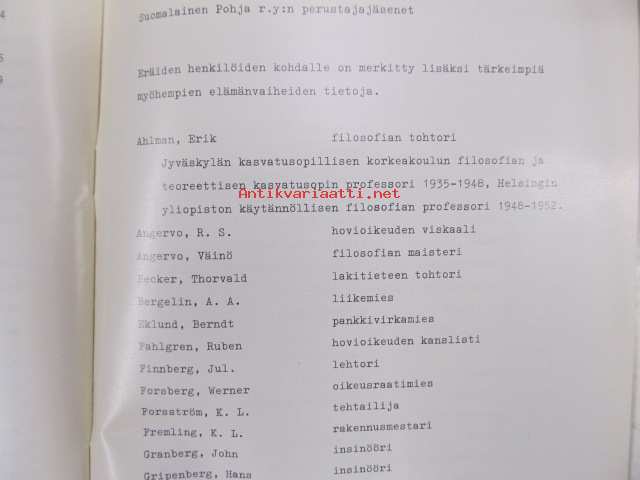 4
5
9
Suomalainen Pohja r.y:n perustajajäsenet
Eräiden henkilöiden kohdalle on merkitty lisäksi tärkeimpiä
myöhempien elämänvaiheiden tietoja.
Ahlman, Erik filosofian tohtori
Jyväskylän kasvatusopillisen korkeakoulun filosofian ja
teoreettisen kasvatusopin professori 1935-1948, Helsingin
Antikvariaatti.net
yliopiston käytännöllisen filosofian professori 1948-1952.
Angervo, R. S. hovioikeuden viskaali
Angervo, Väinö filosofian maisteri
Becker, Thorvald lakitieteen tohtori
Bergelin, A. A. liikemies
Eklund, Berndt pankkivirkamies
Fahlgren, Ruben hovioikeuden kanslisti
Finnberg, Jul. lehtori
Forsberg, Werner oikeusraatimies
Forsström, K. L. tehtailija
Fremling, K. L. rakennusmestari
Granberg, John insinööri
Gripenberg, Hans insinööri